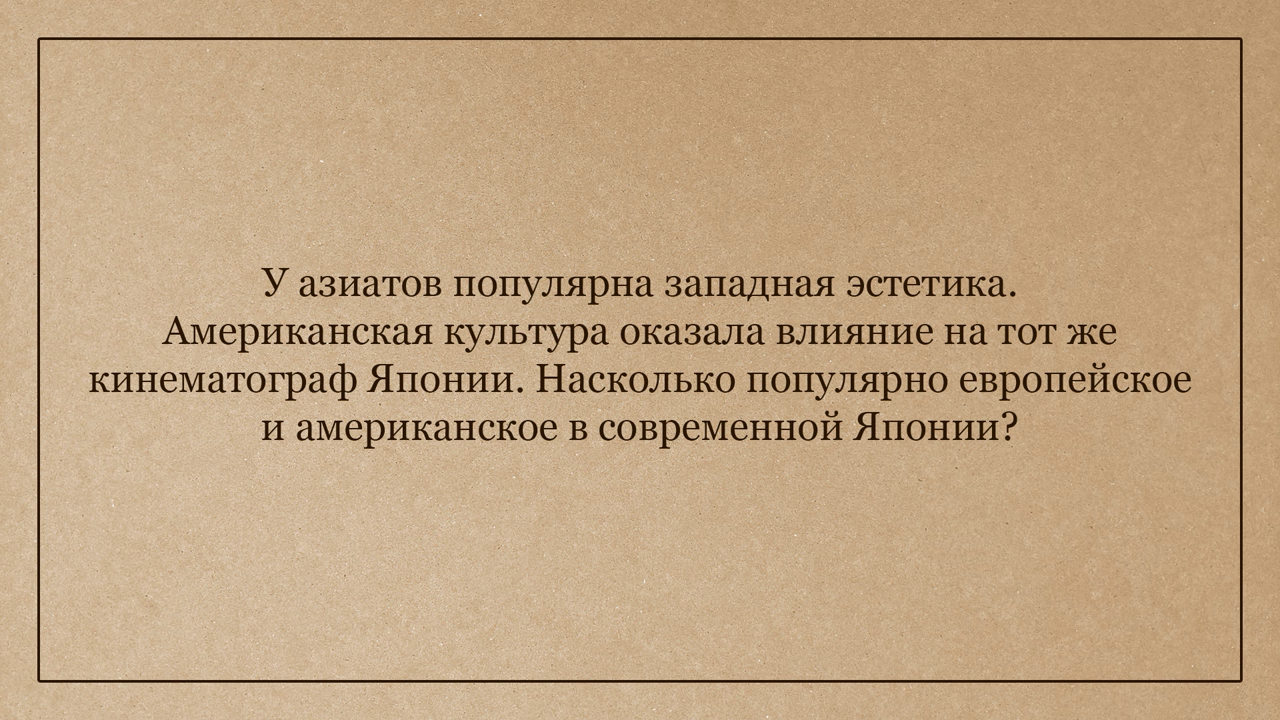 У азиатов популярна западная эстетика.
Американская культура оказала влияние на тот же
кинематограф Японии. Насколько популярно европейское
и американское в современной Японии?